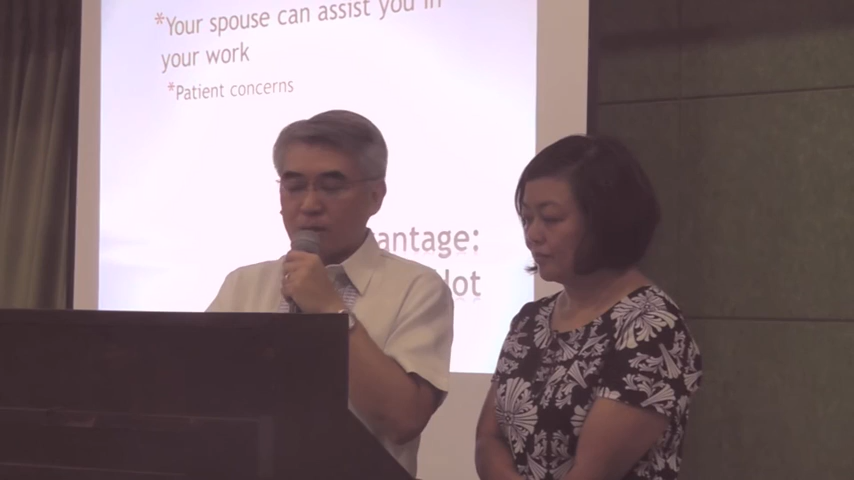 *Your spouse can assist you in
your work
*Patient concerns
antage:
lot